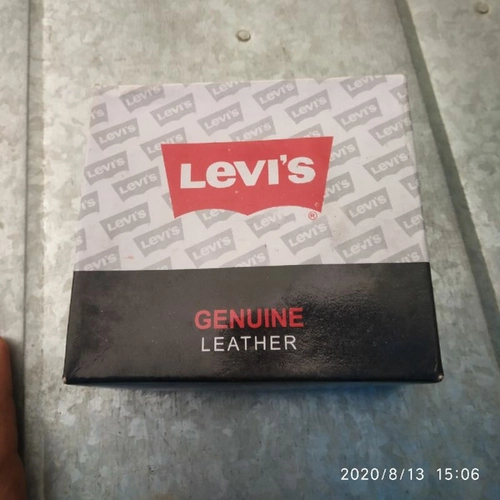 LEVI'S
®
GENUINE
LEATHER
2020/8/13 15:06